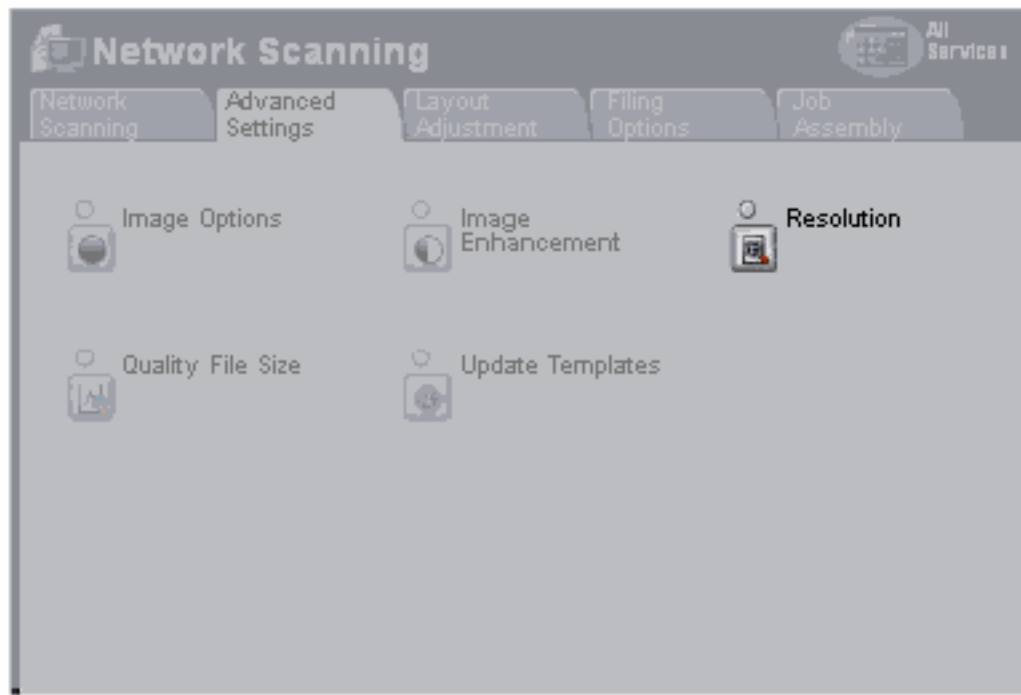 Network Scanning
All
Services
Network
Scanning
Advanced
Settings
Layout
Adjustment
Filing
Options
Job
Assembly
Image Options
Image
Enhancement
Resolution
Quality File Size
Update Templates